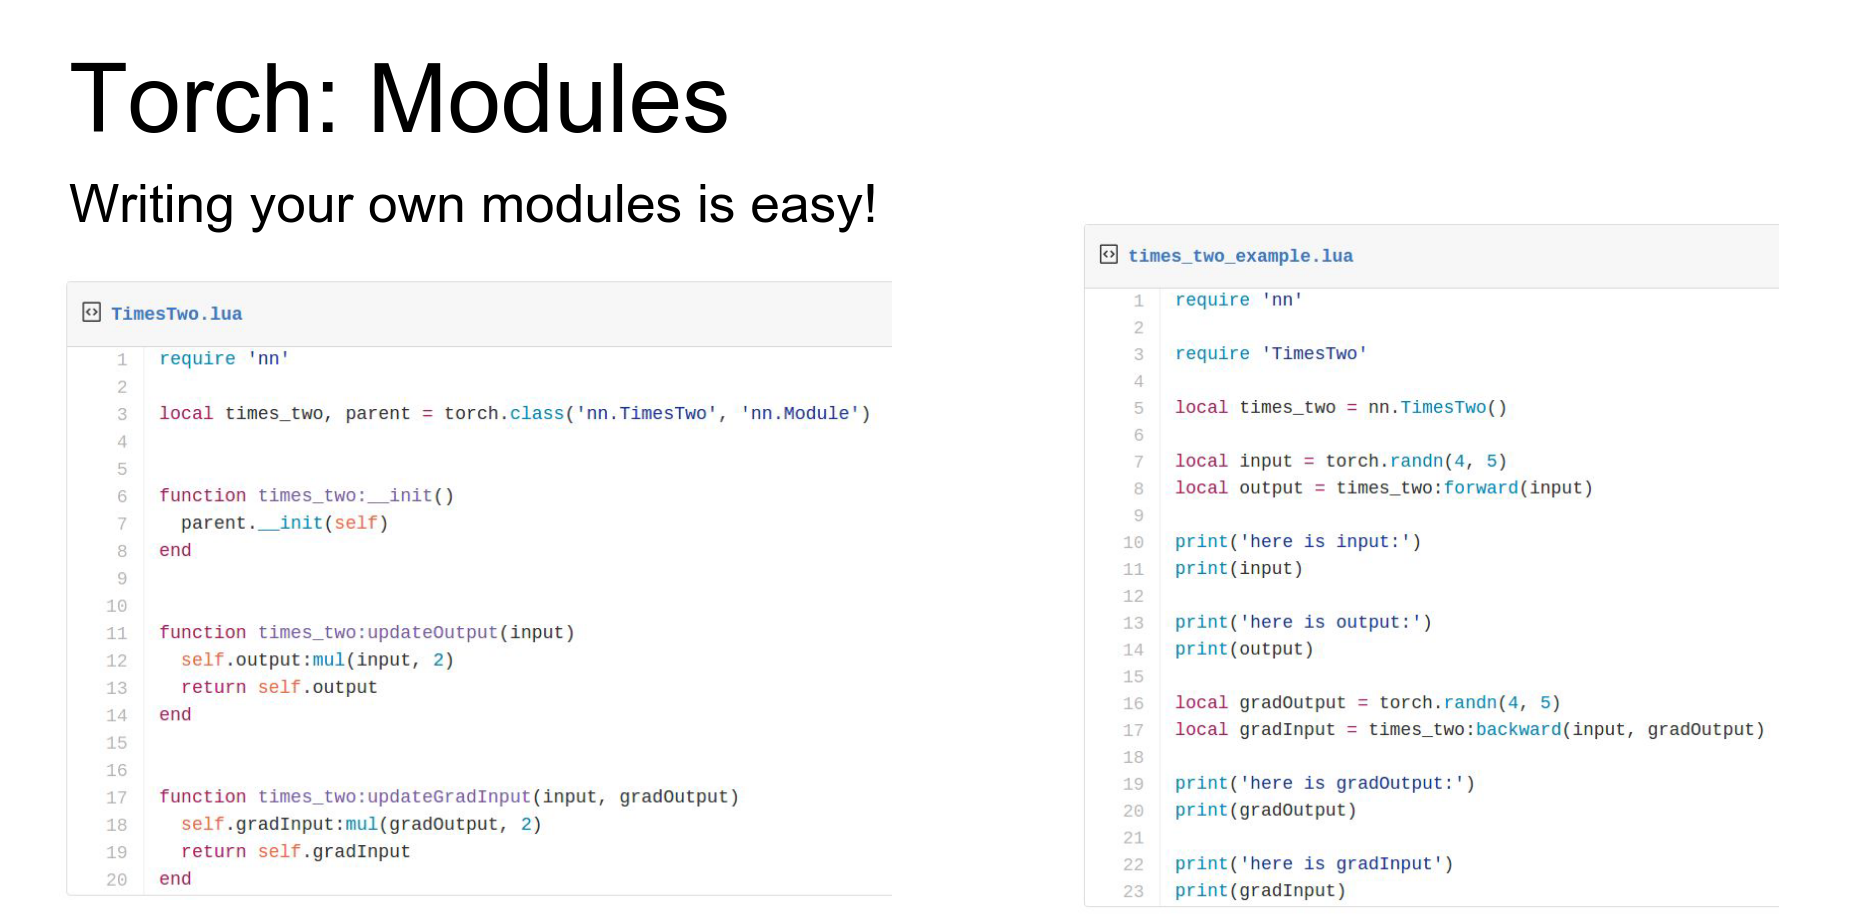 Torch: Modules
Writing your own modules is easy!
TimesTwo.lua
1 require 'nn'
2
3 local times_two, parent = torch.class('nn.TimesTwo', 'nn.Module')
4
5
6 function times_two:__init()
7   parent.__init(self)
8 end
9
10
11 function times_two:updateOutput(input)
12   self.output:mul(input, 2)
13   return self.output
14 end
15
16
17 function times_two:updateGradInput(input, gradOutput)
18   self.gradInput:mul(gradOutput, 2)
19   return self.gradInput
20 end
times_two_example.lua
1 require 'nn'
2
3 require 'TimesTwo'
4
5 local times_two = nn.TimesTwo()
6
7 local input = torch.randn(4, 5)
8 local output = times_two:forward(input)
9
10 print('here is input:')
11 print(input)
12
13 print('here is output:')
14 print(output)
15
16 local gradOutput = torch.randn(4, 5)
17 local gradInput = times_two:backward(input, gradOutput)
18
19 print('here is gradOutput:')
20 print(gradOutput)
21
22 print('here is gradInput')
23 print(gradInput)